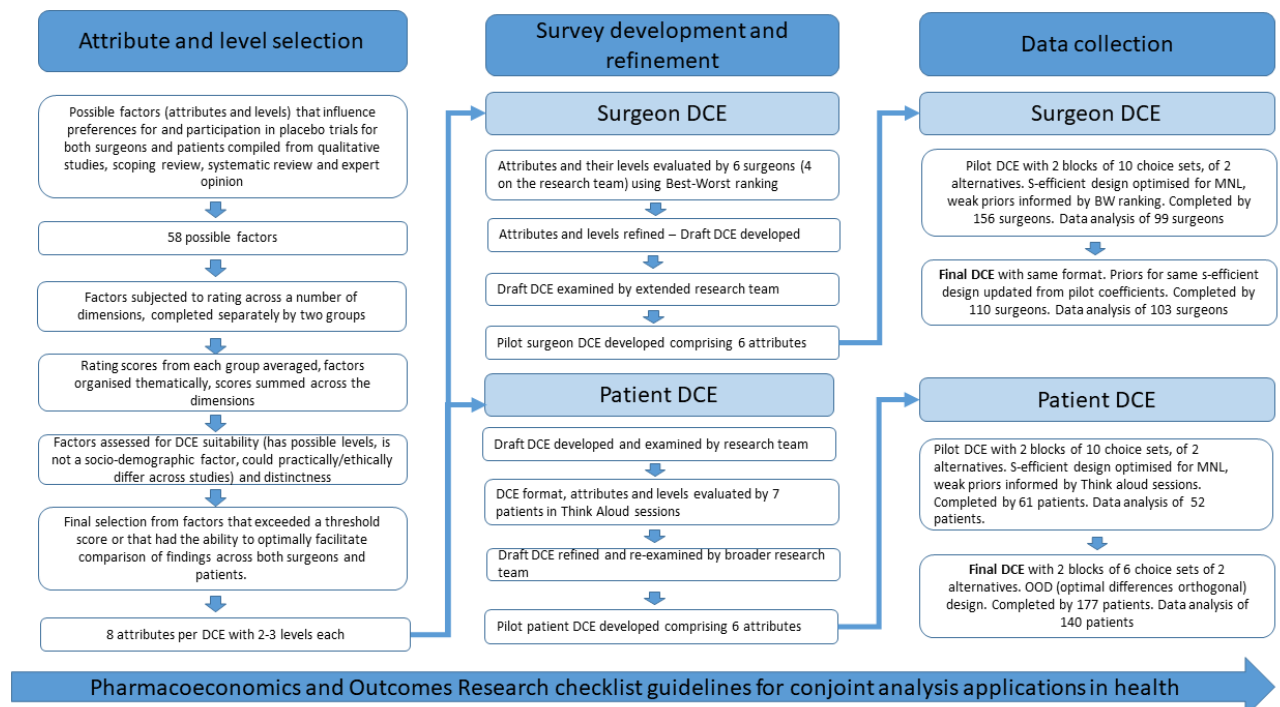 Attribute and level selection
Possible factors (attributes and levels) that influence
preferences for and participation in placebo trials for
both surgeons and patients compiled from qualitative
studies, scoping review, systematic review and expert
opinion
58 possible factors
Factors subjected to rating across a number of
dimensions, completed separately by two groups
Rating scores from each group averaged, factors
organised thematically, scores summed across the
dimensions
Factors assessed for DCE suitability (has possible levels, is
not a socio-demographic factor, could practically/ethically
differ across studies) and distinctness
Final selection from factors that exceeded a threshold
score or that had the ability to optimally facilitate
comparison of findings across both surgeons and
patients.
8 attributes per DCE with 2-3 levels each
Survey development and
refinement
Surgeon DCE
Attributes and their levels evaluated by 6 surgeons (4
on the research team) using Best-Worst ranking
Attributes and levels refined – Draft DCE developed
Draft DCE examined by extended research team
Pilot surgeon DCE developed comprising 6 attributes
Patient DCE
Draft DCE developed and examined by research team
DCE format, attributes and levels evaluated by 7
patients in Think Aloud sessions
Draft DCE refined and re-examined by broader research
team
Pilot patient DCE developed comprising 6 attributes
Data collection
Surgeon DCE
Pilot DCE with 2 blocks of 10 choice sets, of 2
alternatives. S-efficient design optimised for MNL,
weak priors informed by BW ranking. Completed by
156 surgeons. Data analysis of 99 surgeons
Final DCE with same format. Priors for same s-efficient
design updated from pilot coefficients. Completed by
110 surgeons. Data analysis of 103 surgeons
Patient DCE
Pilot DCE with 2 blocks of 10 choice sets, of 2
alternatives. S-efficient design optimised for MNL,
weak priors informed by Think aloud sessions.
Completed by 61 patients. Data analysis of 52
patients.
Final DCE with 2 blocks of 6 choice sets of 2
alternatives. OOD (optimal differences orthogonal)
design. Completed by 177 patients. Data analysis of
140 patients
Pharmacoeconomics and Outcomes Research checklist guidelines for conjoint analysis applications in health